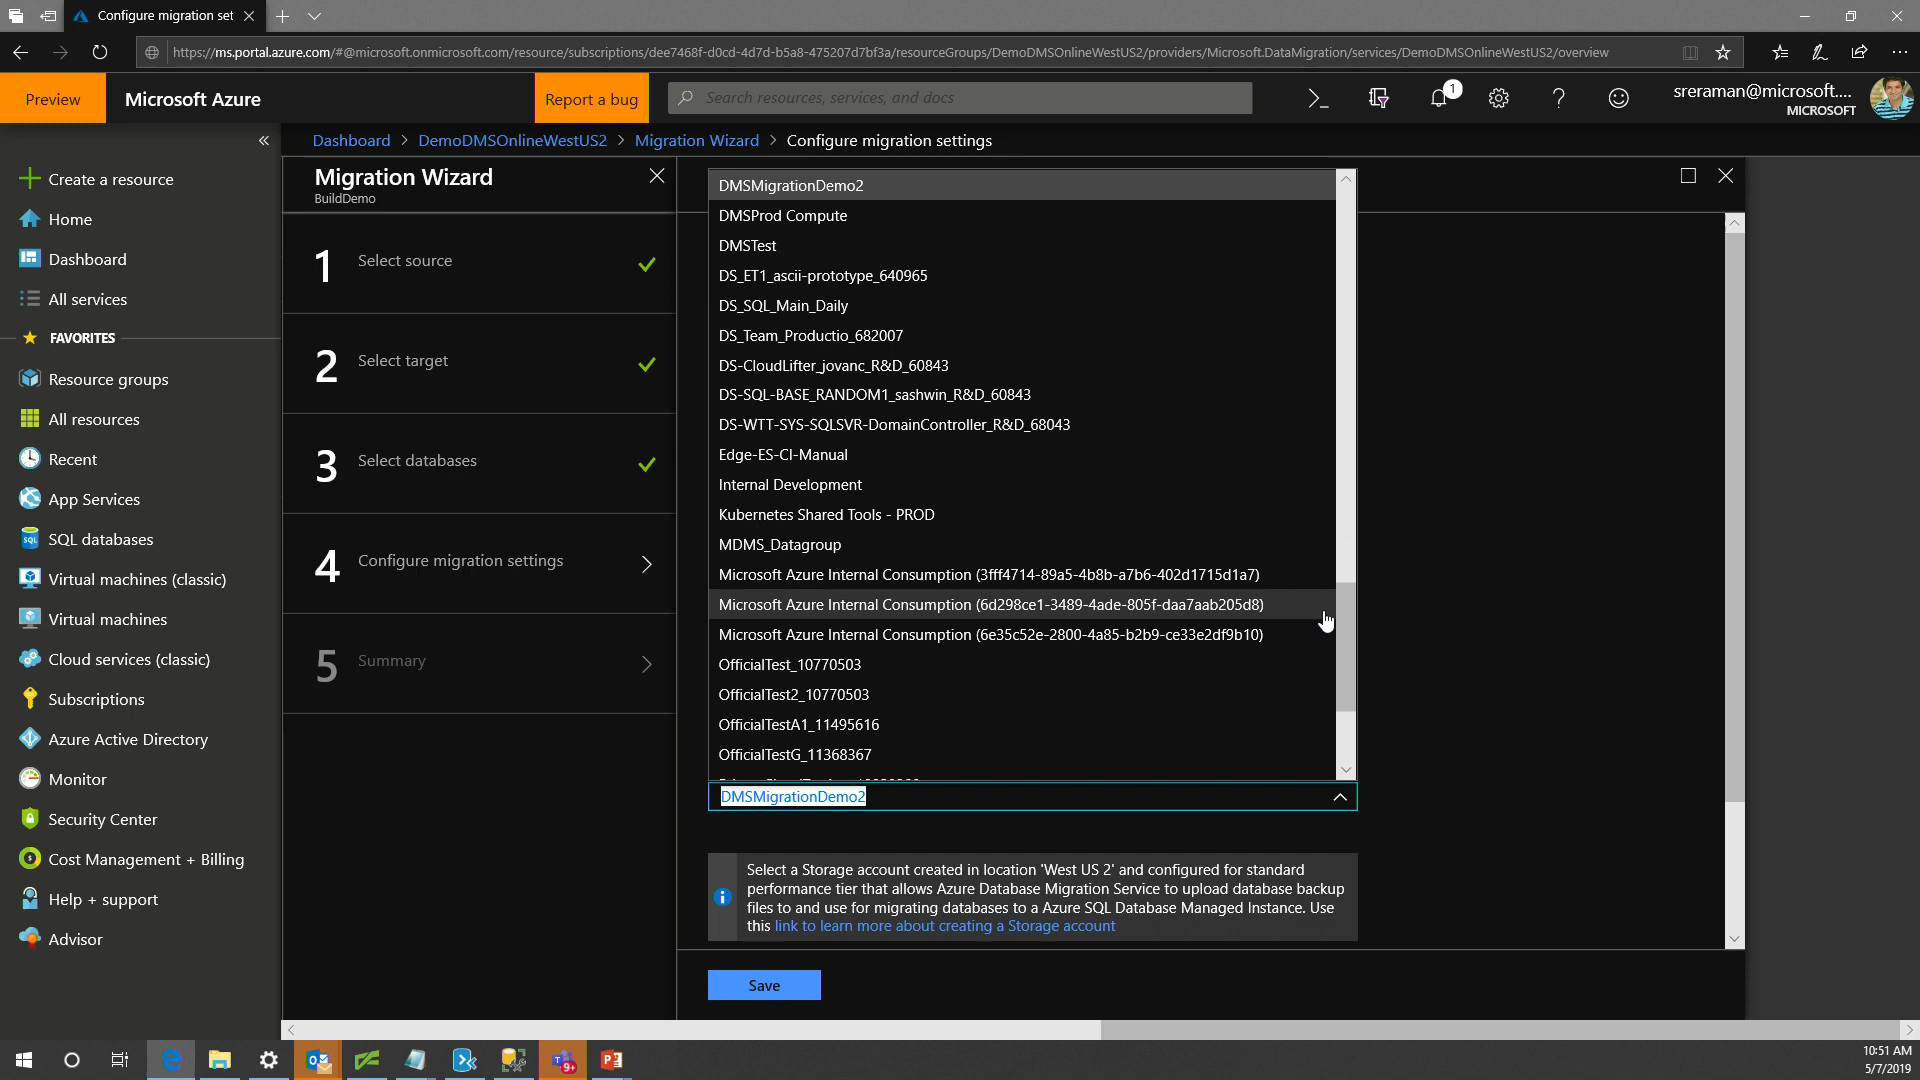 Configure migration set
https://ms.portal.azure.com/#@microsoft.onmicrosoft.com/resource/subscriptions/dee7468f-d0cd-4d7d-b5a8-475207d7bf3a/resourceGroups/DemoDMSOnlineWestUS2/providers/Microsoft.DataMigration/services/DemoDMSOnlineWestUS2/overview
Preview
Microsoft Azure
Report a bug
Search resources, services, and docs
1
sreraman@microsoft....
MICROSOFT
Dashboard > DemoDMSOnlineWestUS2 > Migration Wizard > Configure migration settings
Create a resource
Home
Dashboard
All services
FAVORITES
Resource groups
All resources
Recent
App Services
SQL databases
Virtual machines (classic)
Virtual machines
Cloud services (classic)
Subscriptions
Azure Active Directory
Monitor
Security Center
Cost Management + Billing
Help + support
Advisor
Migration Wizard
BuildDemo
1 Select source
2 Select target
3 Select databases
4 Configure migration settings
5 Summary
DMSMigrationDemo2
DMSProd Compute
DMSTest
DS_ET1_ascii-prototype_640965
DS_SQL_Main_Daily
DS_Team_Productio_682007
DS-CloudLifter_jovanc_R&D_60843
DS-SQL-BASE_RANDOM1_sashwin_R&D_60843
DS-WTT-SYS-SQLSVR-DomainController_R&D_68043
Edge-ES-CI-Manual
Internal Development
Kubernetes Shared Tools - PROD
MDMS_Datagroup
Microsoft Azure Internal Consumption (3fff4714-89a5-4b8b-a7b6-402d1715d1a7)
Microsoft Azure Internal Consumption (6d298ce1-3489-4ade-805f-daa7aab205d8)
Microsoft Azure Internal Consumption (6e35c52e-2800-4a85-b2b9-ce33e2df9b10)
OfficialTest_10770503
OfficialTest2_10770503
OfficialTestA1_11495616
OfficialTestG_11368367
DMSMigrationDemo2
Select a Storage account created in location 'West US 2' and configured for standard
performance tier that allows Azure Database Migration Service to upload database backup
files to and use for migrating databases to a Azure SQL Database Managed Instance. Use
this link to learn more about creating a Storage account
Save
9+
10:51 AM
5/7/2019